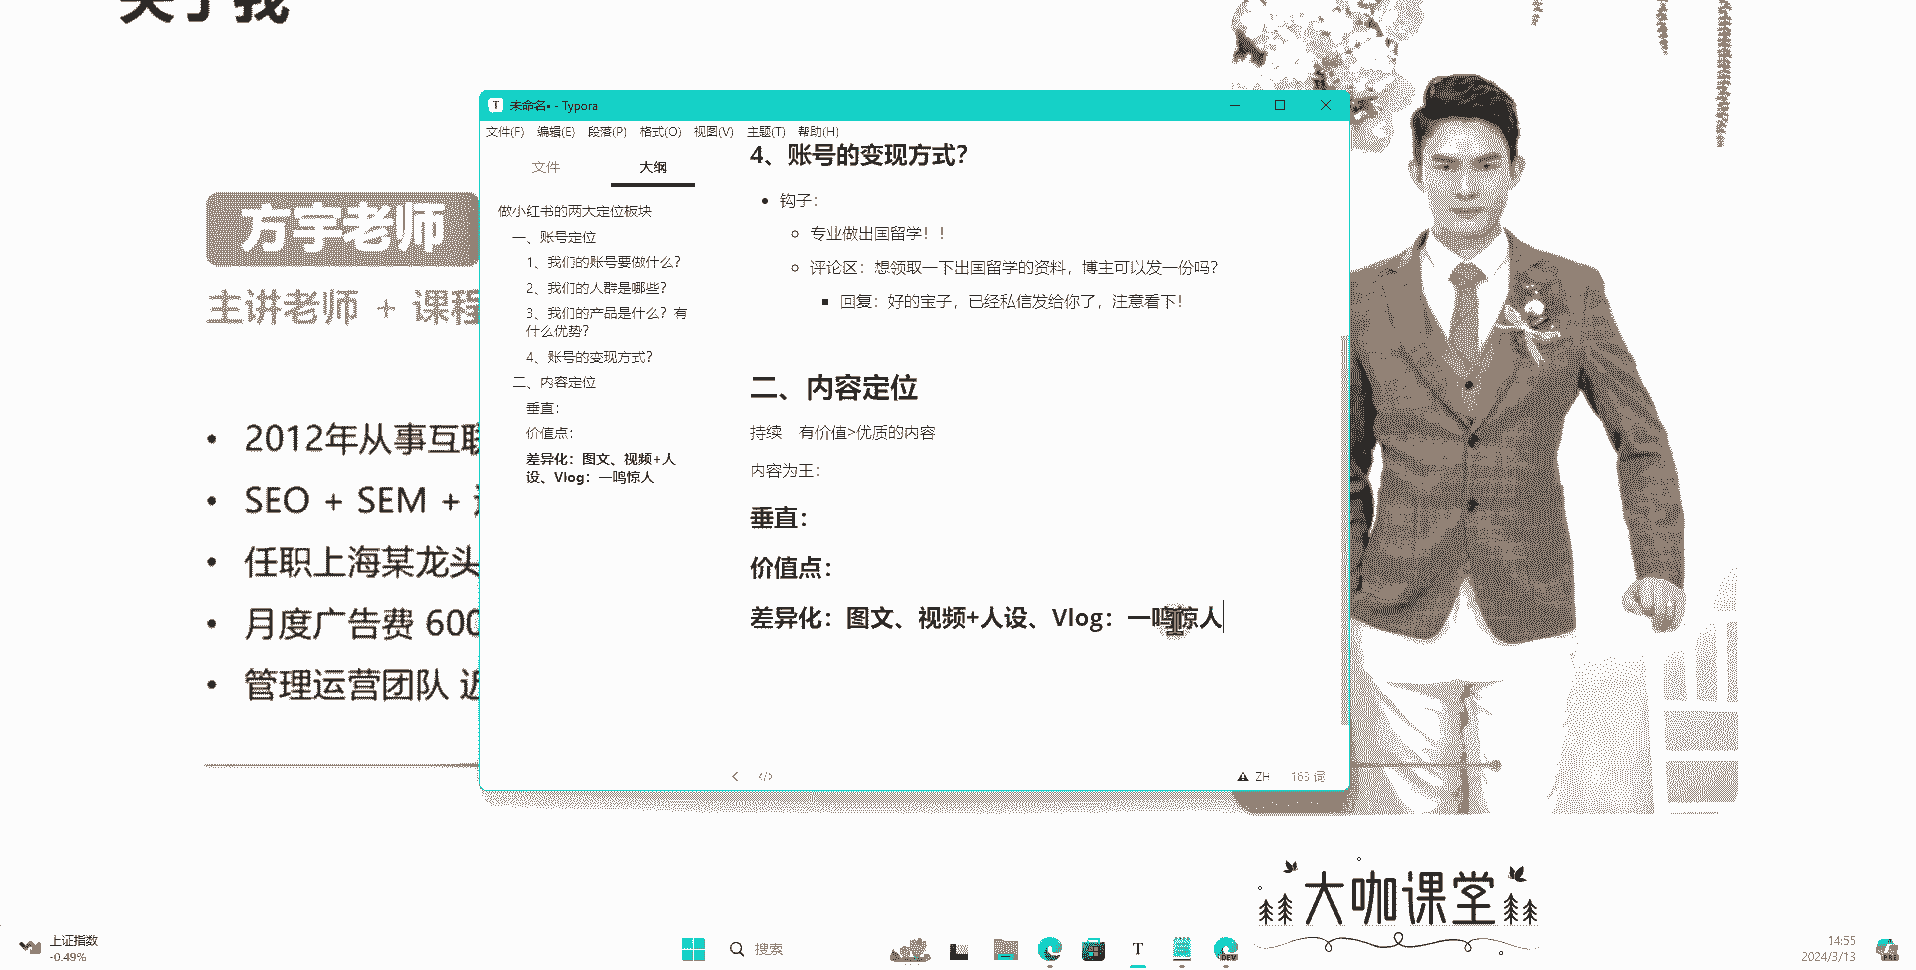 关于我
方宇老师
主讲老师 + 课程
• 2012年从事互联
• SEO + SEM +
• 任职上海某龙头
• 月度广告费 600
• 管理运营团队 近
未命名• - Typora
文件(F) 编辑(E) 段落(P) 格式(O) 视图(V) 主题(T) 帮助(H)
文件 大纲
做小红书的两大定位板块
一、账号定位
1、我们的账号要做什么?
2、我们的人群是哪些?
3、我们的产品是什么? 有
什么优势?
4、账号的变现方式?
二、内容定位
垂直:
价值点:
差异化: 图文、视频+人
设、Vlog: 一鸣惊人
4、账号的变现方式?
• 钩子:
专业做出国留学! !
评论区: 想领取一下出国留学的资料, 博主可以发一份吗?
回复: 好的宝子, 已经私信发给你了, 注意看下!
二、内容定位
持续 有价值>优质的内容
内容为王:
垂直:
价值点:
差异化: 图文、视频+人设、Vlog: 一鸣惊人
ZH 165 词
大咖课堂
上证指数
-0.49%
搜索
DEV
14:55
2024/3/13
PRE